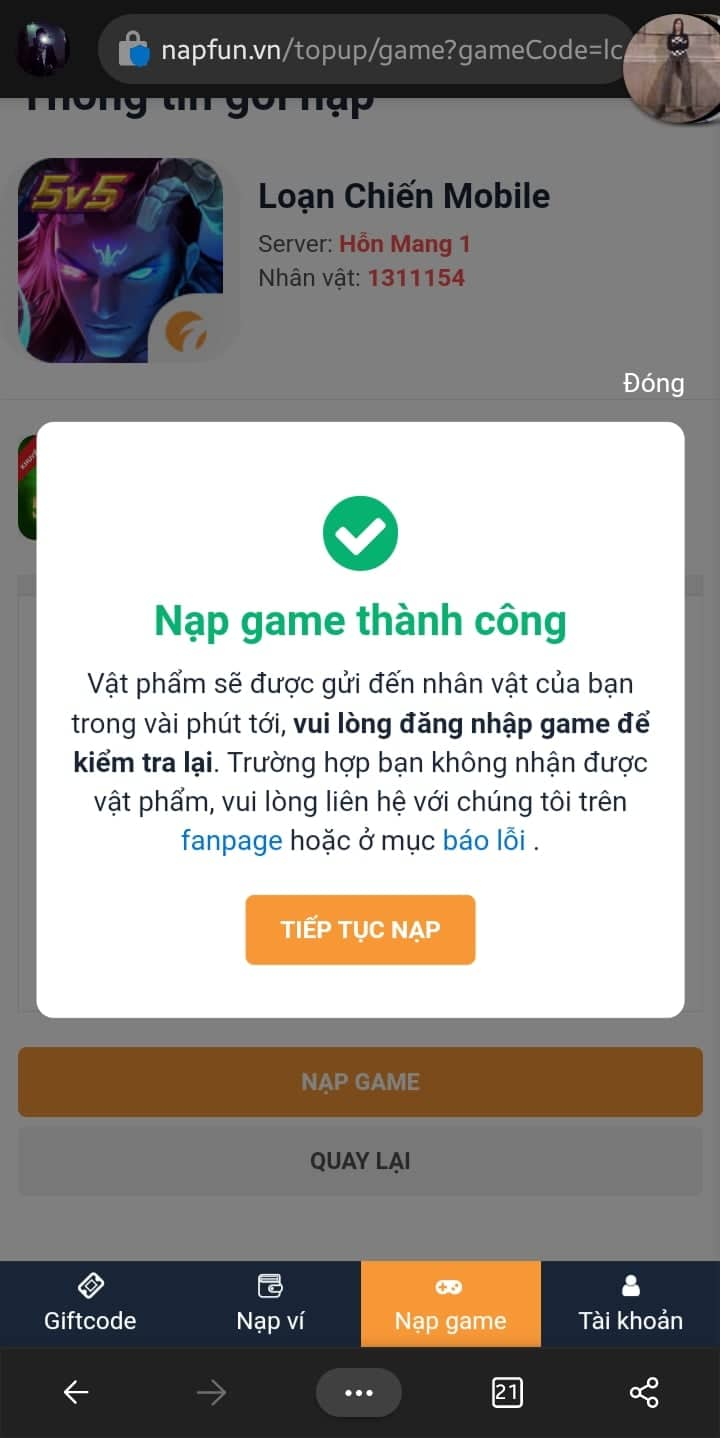 napfun.vn/topup/game?gameCode=lc
Thông tin gói nạp
5v5
Loạn Chiến Mobile
Server: Hỗn Mang 1
Nhân vật: 1311154
Đóng
Nạp game thành công
Vật phẩm sẽ được gửi đến nhân vật của bạn
trong vài phút tới, vui lòng đăng nhập game để
kiểm tra lại. Trường hợp bạn không nhận được
vật phẩm, vui lòng liên hệ với chúng tôi trên
fanpage hoặc ở mục báo lỗi .
TIẾP TỤC NẠP
NẠP GAME
QUAY LẠI
Giftcode
Nạp ví
Nạp game
Tài khoản
21